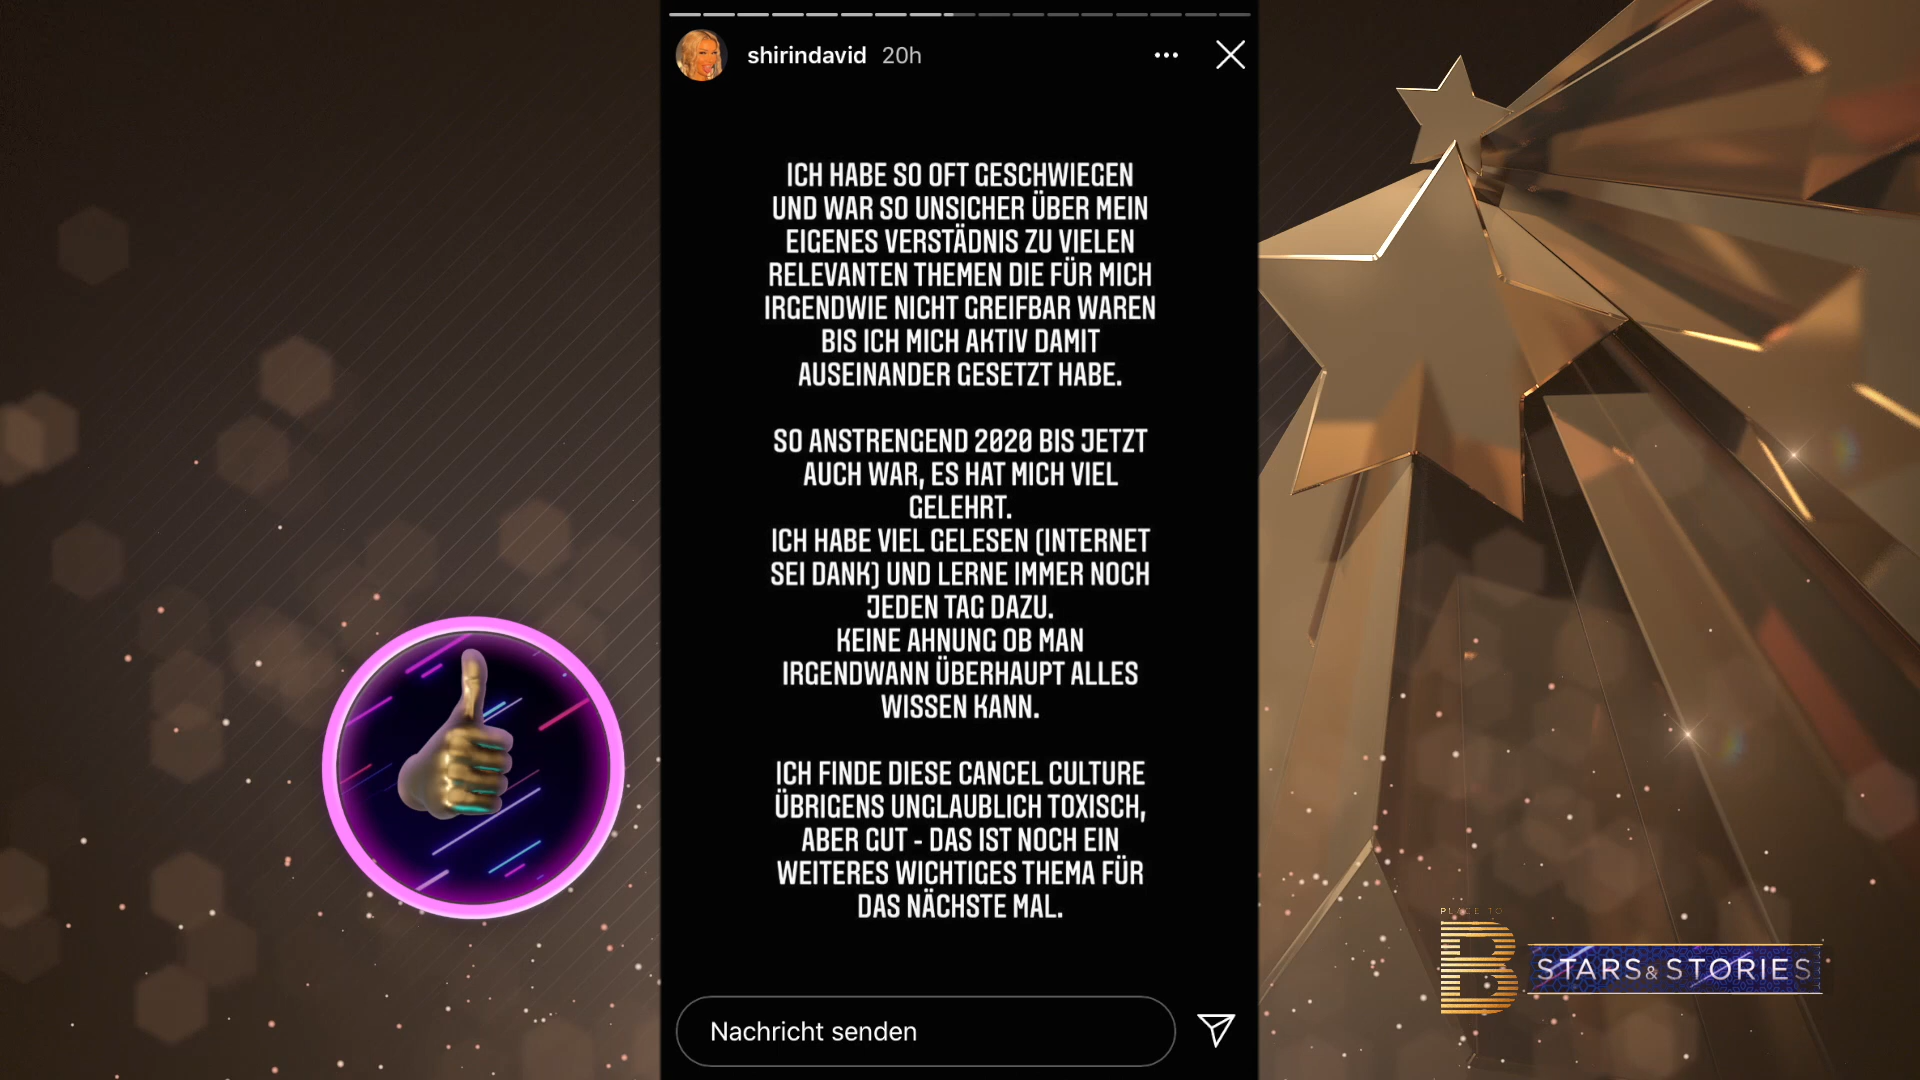 shirindavid 20h
ICH HABE SO OFT GESCHWIEGEN
UND WAR SO UNSICHER ÜBER MEIN
EIGENES VERSTÄDNIS ZU VIELEN
RELEVANTEN THEMEN DIE FÜR MICH
IRGENDWIE NICHT GREIFBAR WAREN
BIS ICH MICH AKTIV DAMIT
AUSEINANDER GESETZT HABE.
SO ANSTRENGEND 2020 BIS JETZT
AUCH WAR, ES HAT MICH VIEL
GELEHRT.
ICH HABE VIEL GELESEN (INTERNET
SEI DANK) UND LERNE IMMER NOCH
JEDEN TAG DAZU.
KEINE AHNUNG OB MAN
IRGENDWANN ÜBERHAUPT ALLES
WISSEN KANN.
ICH FINDE DIESE CANCEL CULTURE
ÜBRIGENS UNGLAUBLICH TOXISCH,
ABER GUT - DAS IST NOCH EIN
WEITERES WICHTIGES THEMA FÜR
DAS NÄCHSTE MAL.
Nachricht senden
PLACE TO
B
STARS & STORIES